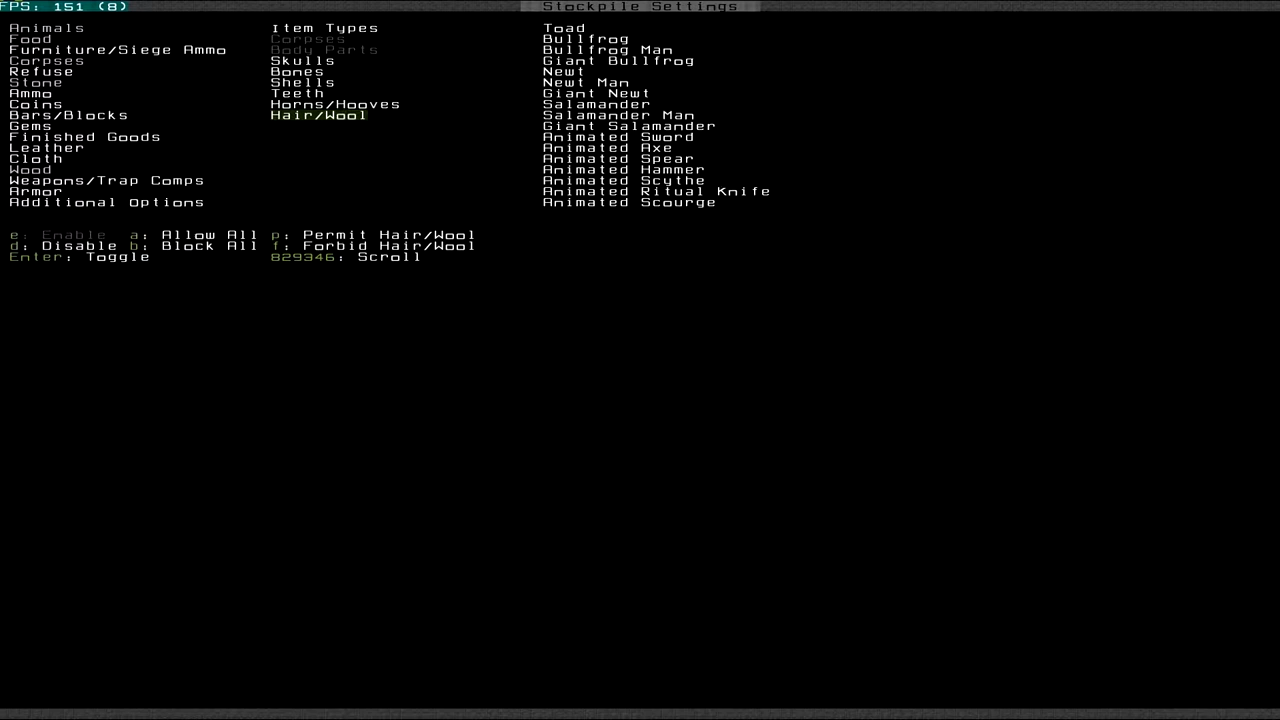 FPS: 151 (8)
Stockpile Settings
Animals
Food
Furniture/Siege Ammo
Corpses
Refuse
Stone
Ammo
Coins
Bars/Blocks
Gems
Finished Goods
Leather
Cloth
Wood
Weapons/Trap Comps
Armor
Additional Options
Item Types
Corpses
Body Parts
Skulls
Bones
Shells
Teeth
Horns/Hooves
Hair/Wool
Toad
Bullfrog
Bullfrog Man
Giant Bullfrog
Newt
Newt Man
Giant Newt
Salamander
Salamander Man
Giant Salamander
Animated Sword
Animated Axe
Animated Spear
Animated Hammer
Animated Scythe
Animated Ritual Knife
Animated Scourge
e: Enable a: Allow All p: Permit Hair/Wool
d: Disable b: Block All f: Forbid Hair/Wool
Enter: Toggle 829346: Scroll